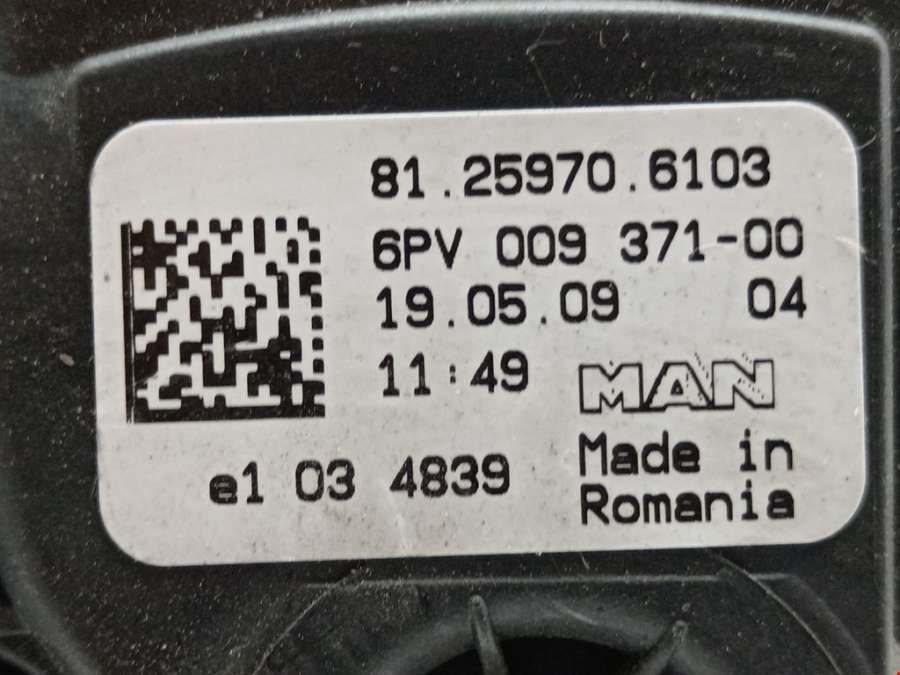 81.25970.6103
6PV 009 371-00
19.05.09 04
11:49
MAN
Made in
Romania
e1 03 4839